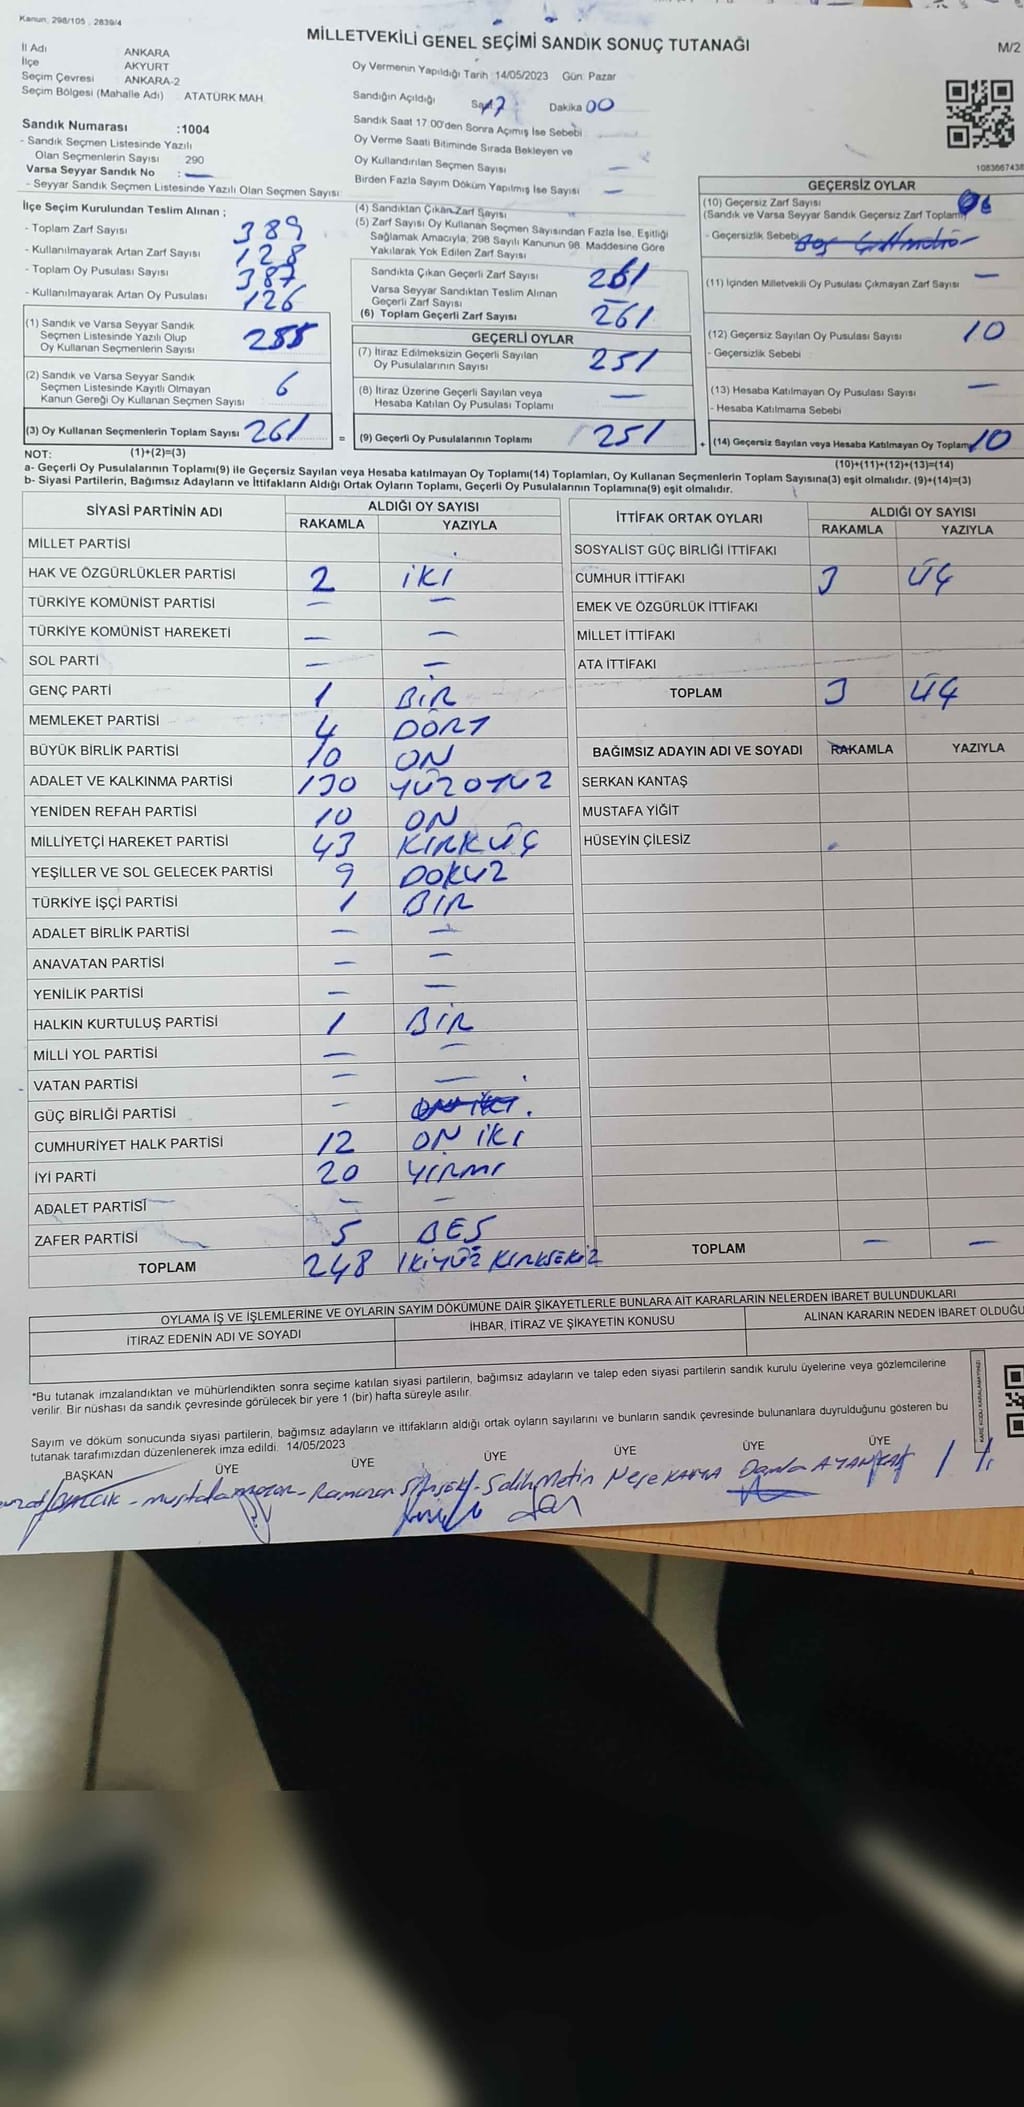 Kanun: 298/105 , 2839/4
MİLLETVEKİLİ GENEL SEÇİMİ SANDIK SONUÇ TUTANAĞI
M/2
İl Adı ANKARA
İlçe AKYURT
Seçim Çevresi ANKARA-2
Seçim Bölgesi (Mahalle Adı) ATATÜRK MAH.
Sandık Numarası :1004
- Sandık Seçmen Listesinde Yazılı
Olan Seçmenlerin Sayısı 290
Varsa Seyyar Sandık No : —
- Seyyar Sandık Seçmen Listesinde Yazılı Olan Seçmen Sayısı:
Oy Vermenin Yapıldığı Tarih :14/05/2023 Gün: Pazar
Sandığın Açıldığı Saat 17 Dakika 00
Sandık Saat 17:00'den Sonra Açımış İse Sebebi
Oy Verme Saati Bitiminde Sırada Bekleyen ve
Oy Kullandırılan Seçmen Sayısı —
Birden Fazla Sayım Döküm Yapılmış İse Sayısı —
1083667438
İlçe Seçim Kurulundan Teslim Alınan ;
- Toplam Zarf Sayısı 389
- Kullanılmayarak Artan Zarf Sayısı 128
- Toplam Oy Pusulası Sayısı 387
- Kullanılmayarak Artan Oy Pusulası 126
(1) Sandık ve Varsa Seyyar Sandık
Seçmen Listesinde Yazılı Olup
Oy Kullanan Seçmenlerin Sayısı 255
(2) Sandık ve Varsa Seyyar Sandık
Seçmen Listesinde Kayıtlı Olmayan
Kanun Gereği Oy Kullanan Seçmen Sayısı 6
(3) Oy Kullanan Seçmenlerin Toplam Sayısı 261
(4) Sandıktan Çıkan Zarf Sayısı
(5) Zarf Sayısı Oy Kullanan Seçmen Sayısından Fazla İse, Eşitliği
Sağlamak Amacıyla, 298 Sayılı Kanunun 98. Maddesine Göre
Yakılarak Yok Edilen Zarf Sayısı
Sandıkta Çıkan Geçerli Zarf Sayısı 261
Varsa Seyyar Sandıktan Teslim Alınan
Geçerli Zarf Sayısı —
(6) Toplam Geçerli Zarf Sayısı 261
GEÇERLİ OYLAR
(7) İtiraz Edilmeksizin Geçerli Sayılan
Oy Pusulalarının Sayısı 251
(8) İtiraz Üzerine Geçerli Sayılan veya
Hesaba Katılan Oy Pusulası Toplamı —
= (9) Geçerli Oy Pusulalarının Toplamı 251
GEÇERSİZ OYLAR
(10) Geçersiz Zarf Sayısı
(Sandık ve Varsa Seyyar Sandık Geçersiz Zarf Toplamı)
- Geçersizlik Sebebi
(11) İçinden Milletvekili Oy Pusulası Çıkmayan Zarf Sayısı —
(12) Geçersiz Sayılan Oy Pusulası Sayısı 10
- Geçersizlik Sebebi
(13) Hesaba Katılmayan Oy Pusulası Sayısı —
- Hesaba Katılmama Sebebi
+ (14) Geçersiz Sayılan veya Hesaba Katılmayan Oy Toplamı 10
NOT: (1)+(2)=(3)
(10)+(11)+(12)+(13)=(14)
a- Geçerli Oy Pusulalarının Toplamı(9) ile Geçersiz Sayılan veya Hesaba katılmayan Oy Toplamı(14) Toplamları, Oy Kullanan Seçmenlerin Toplam Sayısına(3) eşit olmalıdır. (9)+(14)=(3)
b- Siyasi Partilerin, Bağımsız Adayların ve İttifakların Aldığı Ortak Oyların Toplamı, Geçerli Oy Pusulalarının Toplamına(9) eşit olmalıdır.
SİYASİ PARTİNİN ADI ALDIĞI OY SAYISI
RAKAMLA YAZIYLA
MİLLET PARTİSİ
HAK VE ÖZGÜRLÜKLER PARTİSİ 2 İKİ
TÜRKİYE KOMÜNİST PARTİSİ — —
TÜRKİYE KOMÜNİST HAREKETİ — —
SOL PARTİ — —
GENÇ PARTİ 1 BİR
MEMLEKET PARTİSİ 4 DÖRT
BÜYÜK BİRLİK PARTİSİ 10 ON
ADALET VE KALKINMA PARTİSİ 130 YÜZOTUZ
YENİDEN REFAH PARTİSİ 10 ON
MİLLİYETÇİ HAREKET PARTİSİ 43 KIRKÜÇ
YEŞİLLER VE SOL GELECEK PARTİSİ 9 DOKUZ
TÜRKİYE İŞÇİ PARTİSİ 1 BİR
ADALET BİRLİK PARTİSİ — —
ANAVATAN PARTİSİ — —
YENİLİK PARTİSİ — —
HALKIN KURTULUŞ PARTİSİ 1 BİR
MİLLİ YOL PARTİSİ — —
VATAN PARTİSİ — —
GÜÇ BİRLİĞİ PARTİSİ —
CUMHURİYET HALK PARTİSİ 12 ON İKİ
İYİ PARTİ 20 YİRMİ
ADALET PARTİSİ — —
ZAFER PARTİSİ 5 BEŞ
TOPLAM 248 İKİYÜZ KIRKSEKİZ
İTTİFAK ORTAK OYLARI ALDIĞI OY SAYISI
RAKAMLA YAZIYLA
SOSYALİST GÜÇ BİRLİĞİ İTTİFAKI
CUMHUR İTTİFAKI 3 ÜÇ
EMEK VE ÖZGÜRLÜK İTTİFAKI
MİLLET İTTİFAKI
ATA İTTİFAKI
TOPLAM 3 ÜÇ
BAĞIMSIZ ADAYIN ADI VE SOYADI RAKAMLA YAZIYLA
SERKAN KANTAŞ
MUSTAFA YİĞİT
HÜSEYİN ÇİLESİZ
TOPLAM — —
OYLAMA İŞ VE İŞLEMLERİNE VE OYLARIN SAYIM DÖKÜMÜNE DAİR ŞİKAYETLERLE BUNLARA AİT KARARLARIN NELERDEN İBARET BULUNDUKLARI
İTİRAZ EDENİN ADI VE SOYADI İHBAR, İTİRAZ VE ŞİKAYETİN KONUSU ALINAN KARARIN NEDEN İBARET OLDUĞU
*Bu tutanak imzalandıktan ve mühürlendikten sonra seçime katılan siyasi partilerin, bağımsız adayların ve talep eden siyasi partilerin sandık kurulu üyelerine veya gözlemcilerine
verilir. Bir nüshası da sandık çevresinde görülecek bir yere 1 (bir) hafta süreyle asılır.
Sayım ve döküm sonucunda siyasi partilerin, bağımsız adayların ve ittifakların aldığı ortak oyların sayılarını ve bunların sandık çevresinde bulunanlara duyrulduğunu gösteren bu
tutanak tarafımızdan düzenlenerek imza edildi. 14/05/2023
BAŞKAN ÜYE ÜYE ÜYE ÜYE ÜYE ÜYE
Ramazan ŞİMŞEK Salih Metin Neşe KAYA